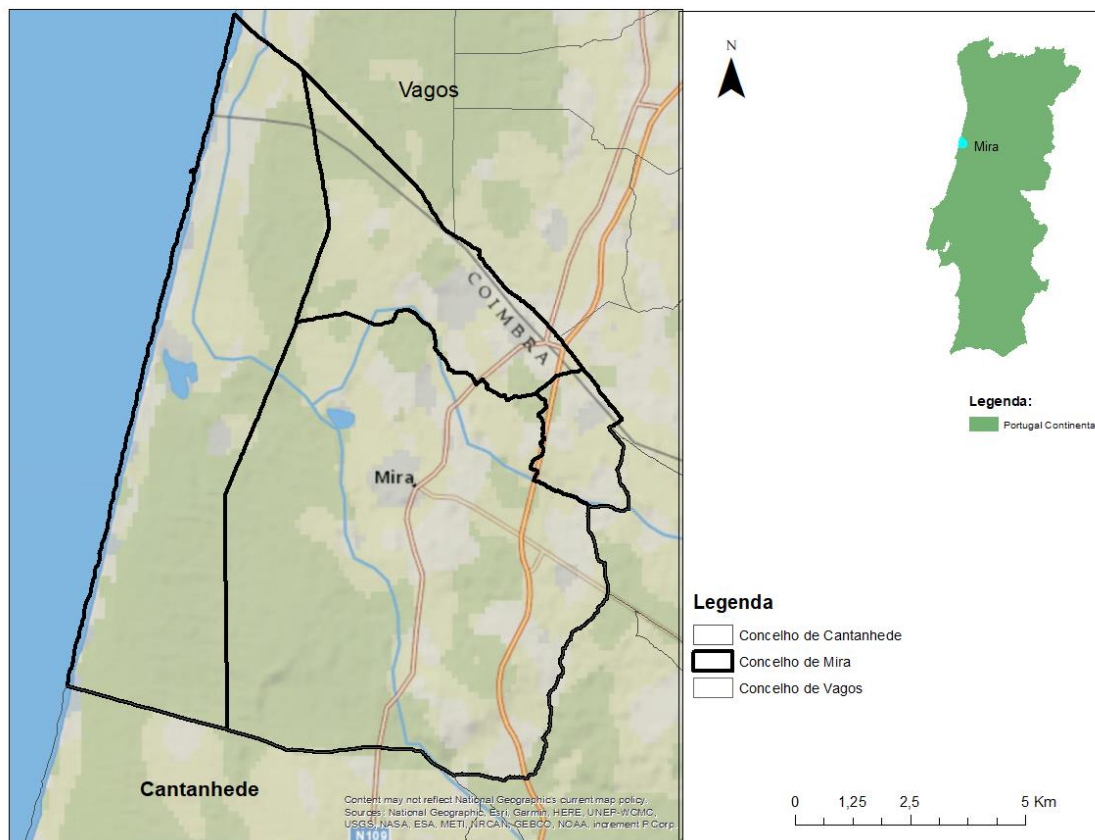 Vagos
COIMBRA
Mira
Cantanhede
Content may not reflect National Geographic's current map policy.
Sources: National Geographic, Esri, Garmin, HERE, UNEP-WCMC,
USGS, NASA, ESA, METI, NRCAN, GEBCO, NOAA, increment P Corp.
N109
N
Mira
Legenda:
Portugal Continenta
Legenda
Concelho de Cantanhede
Concelho de Mira
Concelho de Vagos
0 1,25 2,5 5 Km